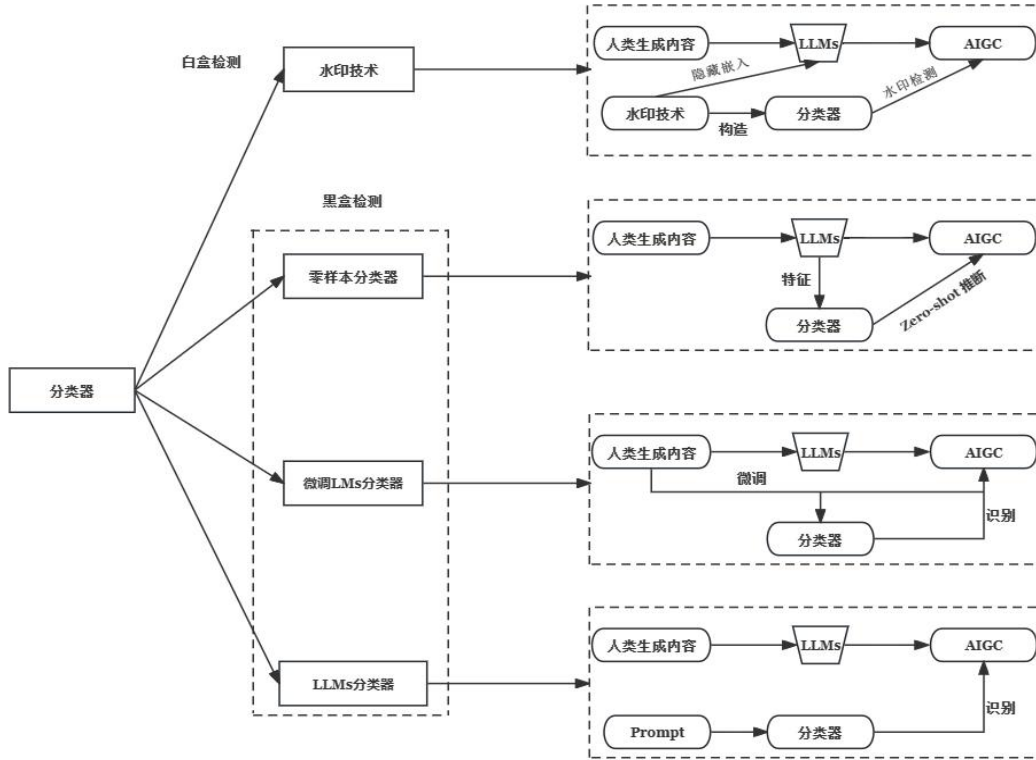 白盒检测
水印技术
人类生成内容
LLMs
AIGC
隐藏嵌入
水印检测
水印技术
构造
分类器
黑盒检测
零样本分类器
人类生成内容
LLMs
AIGC
特征
分类器
Zero-shot 推断
分类器
微调LMs分类器
人类生成内容
LLMs
AIGC
微调
分类器
识别
LLMs分类器
人类生成内容
LLMs
AIGC
Prompt
分类器
识别